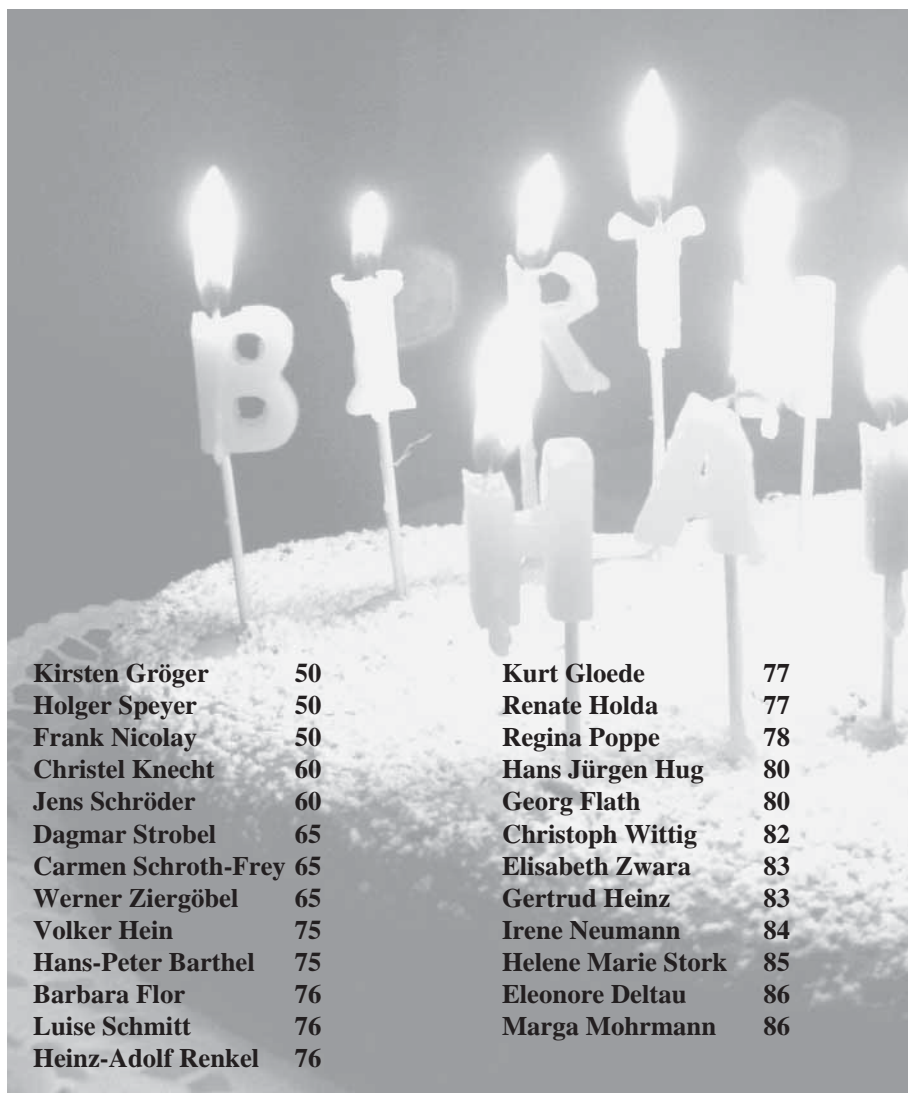 BIRTH
HA
Kirsten Gröger 50
Holger Speyer 50
Frank Nicolay 50
Christel Knecht 60
Jens Schröder 60
Dagmar Strobel 65
Carmen Schroth-Frey 65
Werner Ziergöbel 65
Volker Hein 75
Hans-Peter Barthel 75
Barbara Flor 76
Luise Schmitt 76
Heinz-Adolf Renkel 76
Kurt Gloede 77
Renate Holda 77
Regina Poppe 78
Hans Jürgen Hug 80
Georg Flath 80
Christoph Wittig 82
Elisabeth Zwara 83
Gertrud Heinz 83
Irene Neumann 84
Helene Marie Stork 85
Eleonore Deltau 86
Marga Mohrmann 86